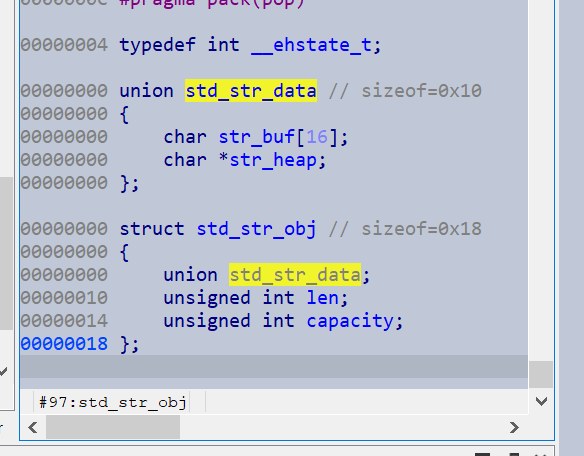 #pragma pack(pop)
00000004 typedef int __ehstate_t;
00000000 union std_str_data // sizeof=0x10
00000000 {
00000000     char str_buf[16];
00000000     char *str_heap;
00000000 };
00000000 struct std_str_obj // sizeof=0x18
00000000 {
00000000     union std_str_data;
00000010     unsigned int len;
00000014     unsigned int capacity;
00000018 };
#97:std_str_obj